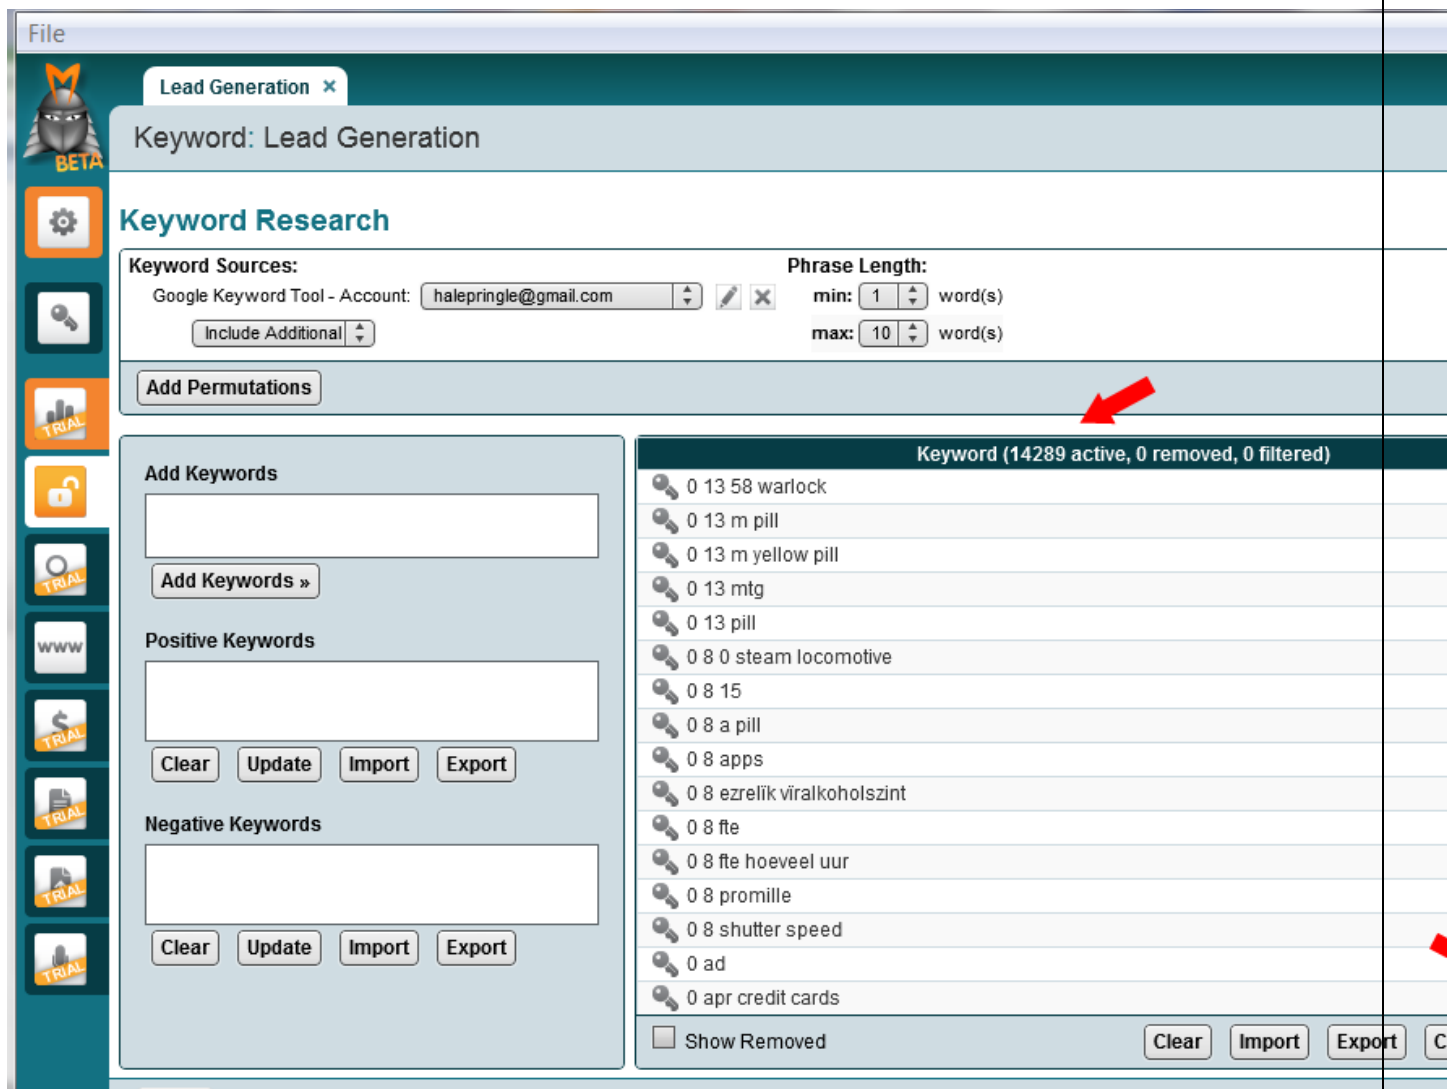 File
Lead Generation ×
BETA
Keyword: Lead Generation
Keyword Research
Keyword Sources:
Google Keyword Tool - Account: halepringle@gmail.com
Include Additional
Phrase Length:
min: 1 word(s)
max: 10 word(s)
Add Permutations
TRIAL
TRIAL
WWW
$ TRIAL
TRIAL
TRIAL
TRIAL
Add Keywords
Add Keywords »
Positive Keywords
Clear Update Import Export
Negative Keywords
Clear Update Import Export
Keyword (14289 active, 0 removed, 0 filtered)
0 13 58 warlock
0 13 m pill
0 13 m yellow pill
0 13 mtg
0 13 pill
0 8 0 steam locomotive
0 8 15
0 8 a pill
0 8 apps
0 8 ezrelïk vïralkoholszint
0 8 fte
0 8 fte hoeveel uur
0 8 promille
0 8 shutter speed
0 ad
0 apr credit cards
Show Removed
Clear Import Export C